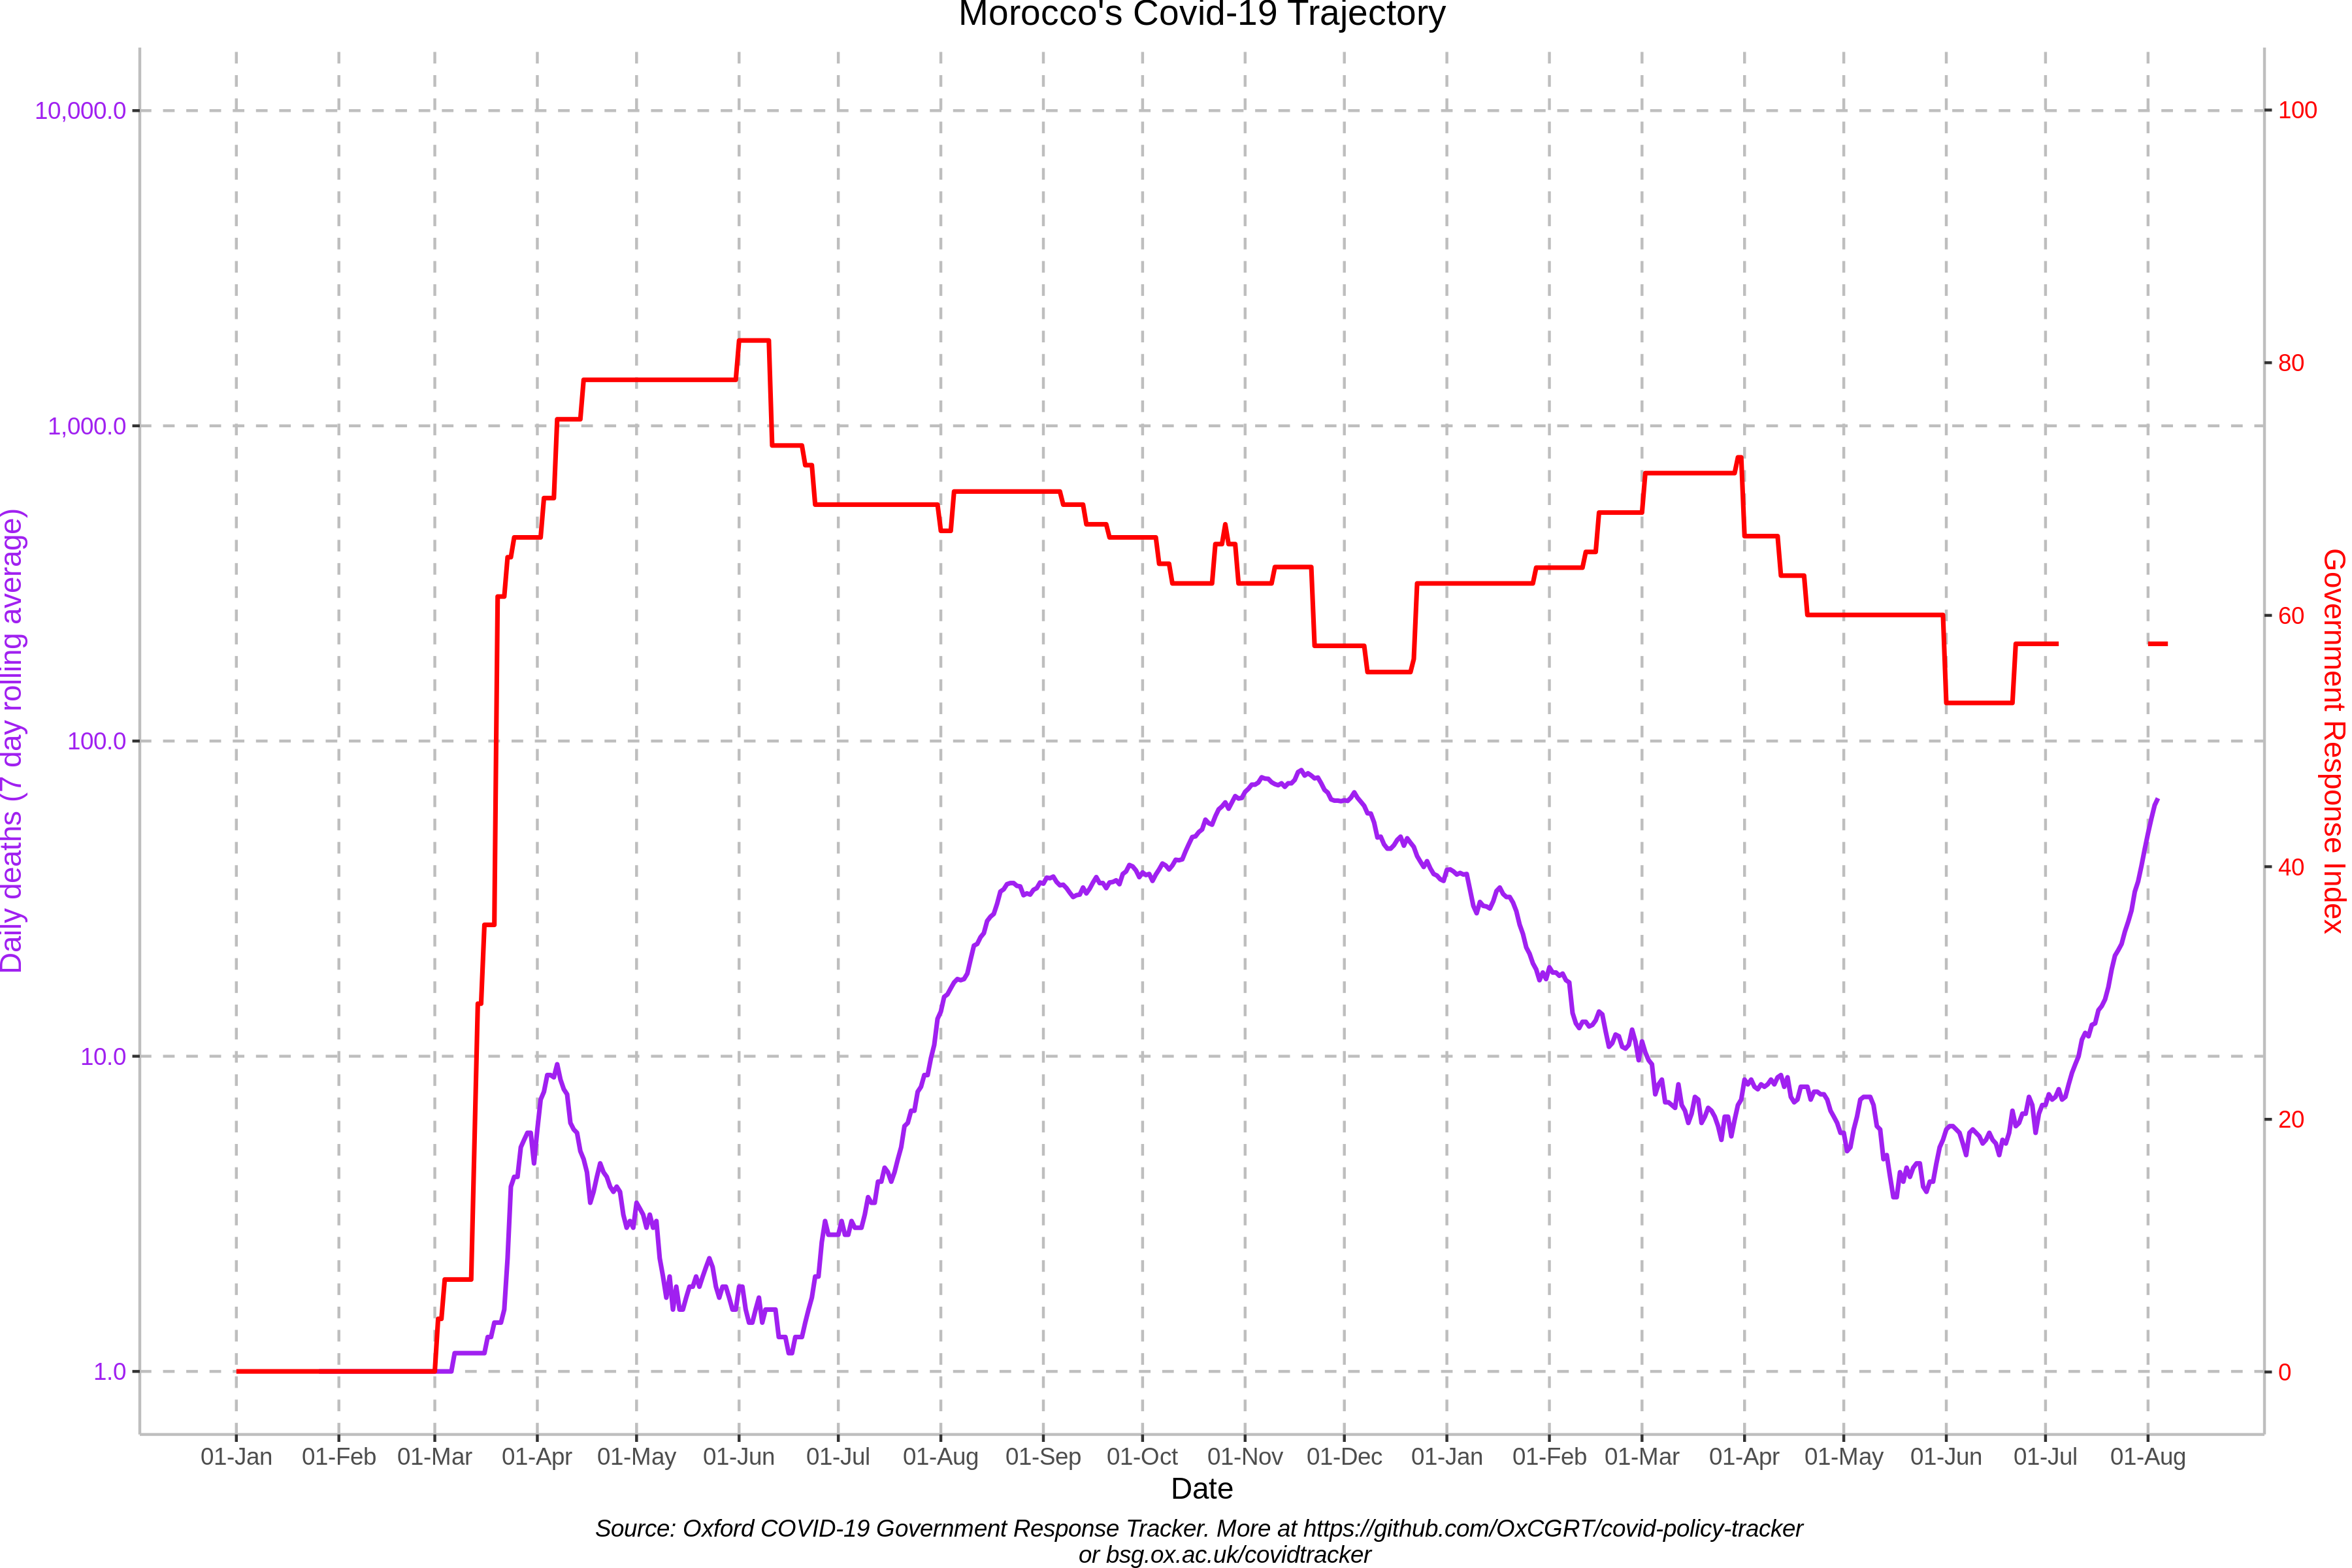 Morocco's Covid-19 Trajectory
10,000.0
1,000.0
100.0
10.0
1.0
Daily deaths (7 day rolling average)
100
80
60
40
20
0
Government Response Index
01-Jan 01-Feb 01-Mar 01-Apr 01-May 01-Jun 01-Jul 01-Aug 01-Sep 01-Oct 01-Nov 01-Dec 01-Jan 01-Feb 01-Mar 01-Apr 01-May 01-Jun 01-Jul 01-Aug
Date
Source: Oxford COVID-19 Government Response Tracker. More at https://github.com/OxCGRT/covid-policy-tracker
or bsg.ox.ac.uk/covidtracker